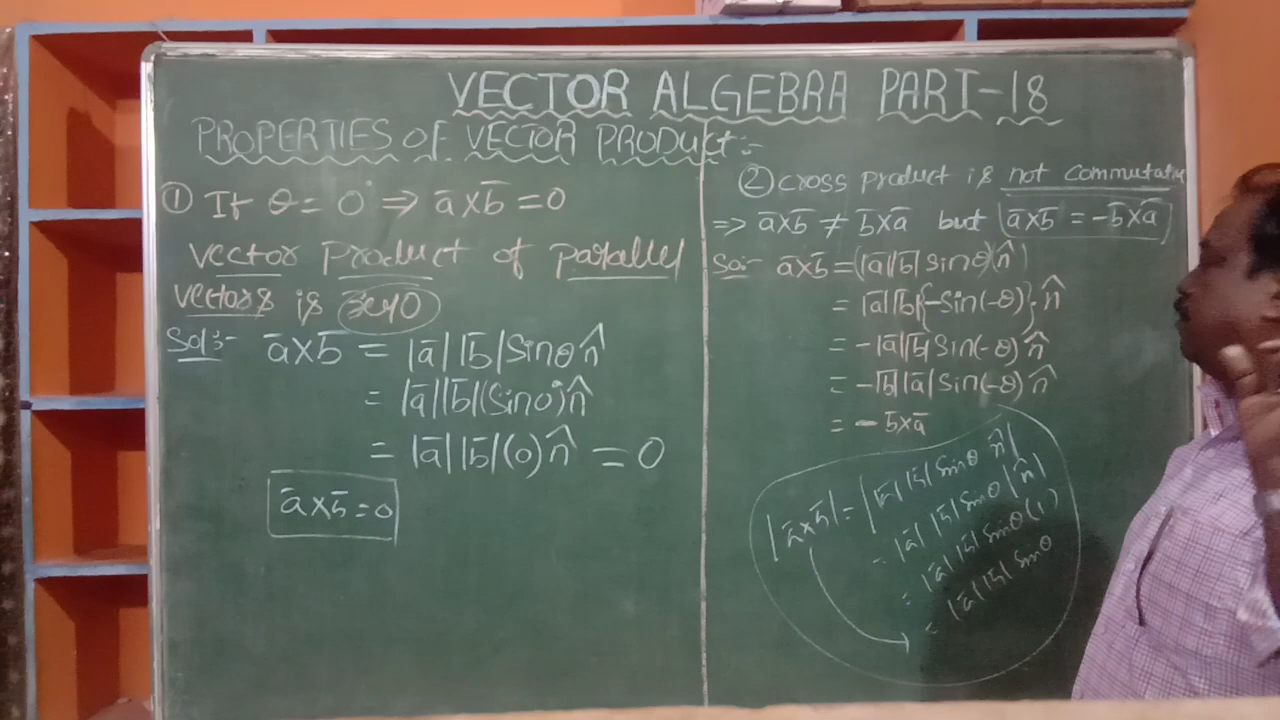 VECTOR ALGEBRA PART-18
PROPERTIES OF VECTOR PRODUCT:-
① If θ = 0° ⇒ a̅×b̅ = 0
vector product of parallel
vectors is zero
Sol:- a̅×b̅ = |a̅||b̅|Sinθ n̂
= |a̅||b̅|(Sin0°)n̂
= |a̅||b̅|(0)n̂ = 0
a̅×b̅=0
② cross product is not commutative
⇒ a̅×b̅ ≠ b̅×a̅ but a̅×b̅ = -b̅×a̅
Sol:- a̅×b̅ = (|a̅||b̅| Sinθ)(n̂)
= |a̅||b̅|{-Sin(-θ)}·n̂
= -|a̅||b̅| Sin(-θ) n̂
= -|b̅||a̅| Sin(-θ) n̂
= - b̅×a̅
|a̅×b̅| = ||a̅||b̅| Sinθ n̂|
= |a̅||b̅| Sinθ |n̂|
= |a̅||b̅| Sinθ (1)
= |a̅||b̅| Sinθ